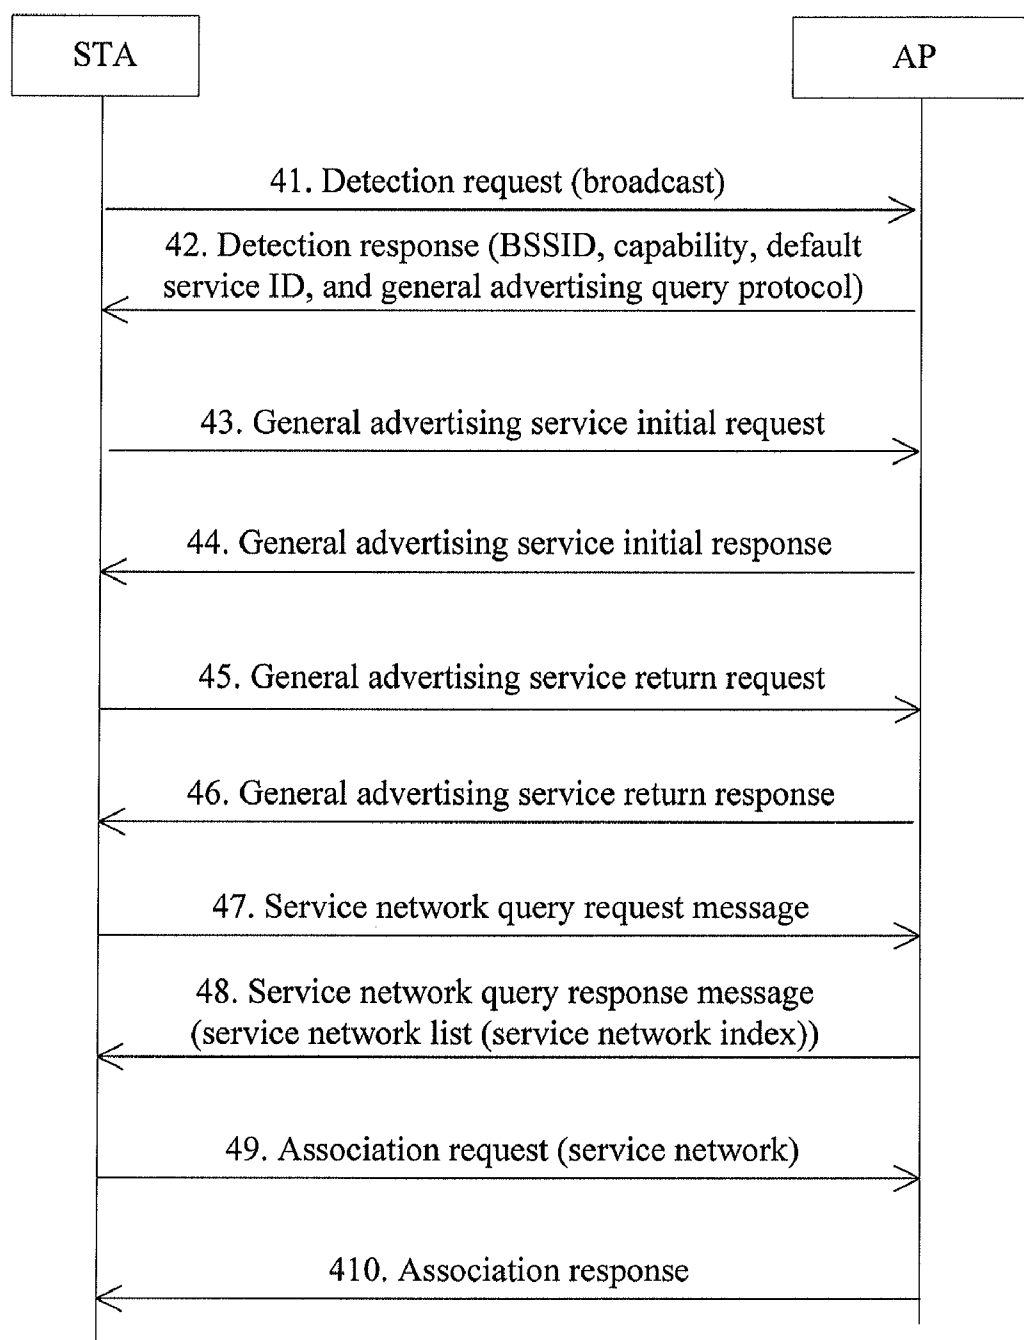 STA
AP
41. Detection request (broadcast)
42. Detection response (BSSID, capability, default
service ID, and general advertising query protocol)
43. General advertising service initial request
44. General advertising service initial response
45. General advertising service return request
46. General advertising service return response
47. Service network query request message
48. Service network query response message
(service network list (service network index))
49. Association request (service network)
410. Association response